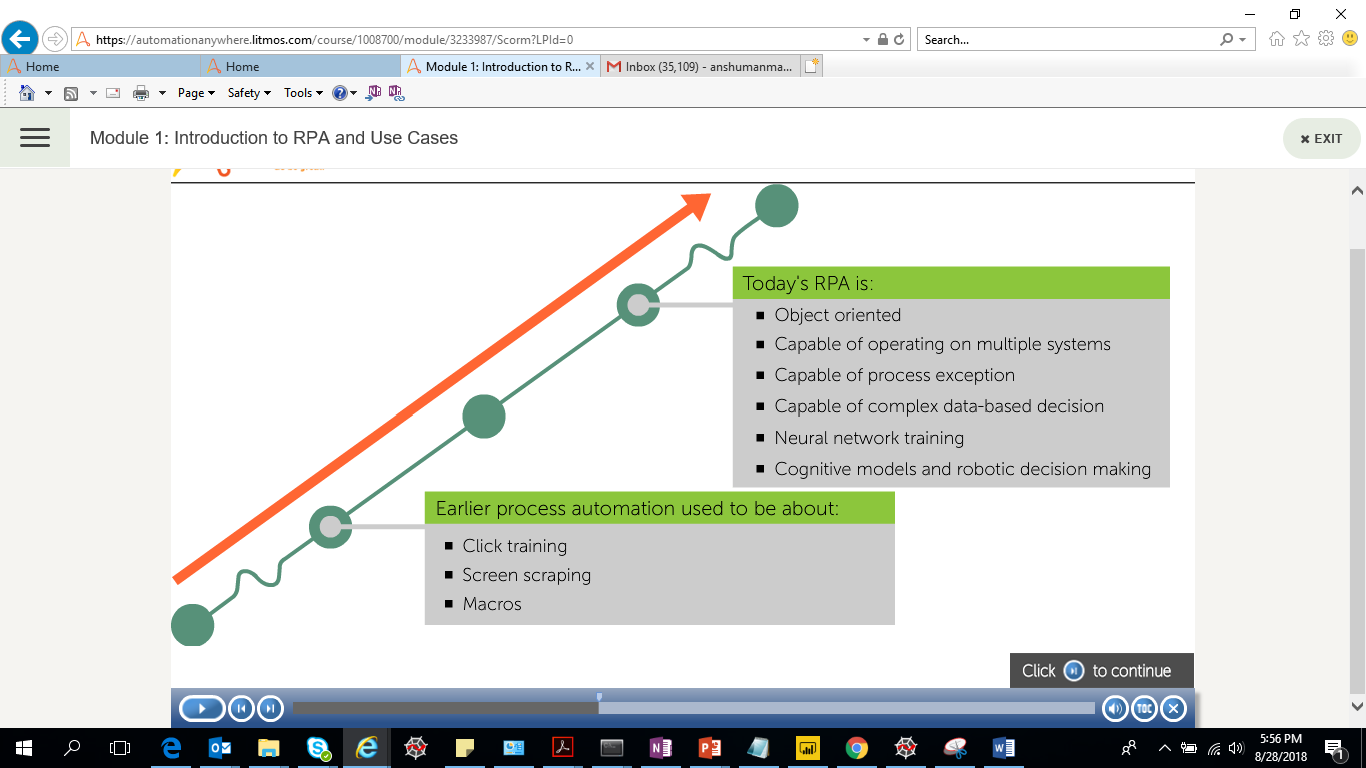 https://automationanywhere.litmos.com/course/1008700/module/3233987/Scorm?LPId=0
Search...
Home
Home
Module 1: Introduction to R...
Inbox (35,109) - anshumanma...
Page
Safety
Tools
Module 1: Introduction to RPA and Use Cases
× EXIT
Today's RPA is:
▪ Object oriented
▪ Capable of operating on multiple systems
▪ Capable of process exception
▪ Capable of complex data-based decision
▪ Neural network training
▪ Cognitive models and robotic decision making
Earlier process automation used to be about:
▪ Click training
▪ Screen scraping
▪ Macros
Click to continue
TOC
5:56 PM
8/28/2018
1